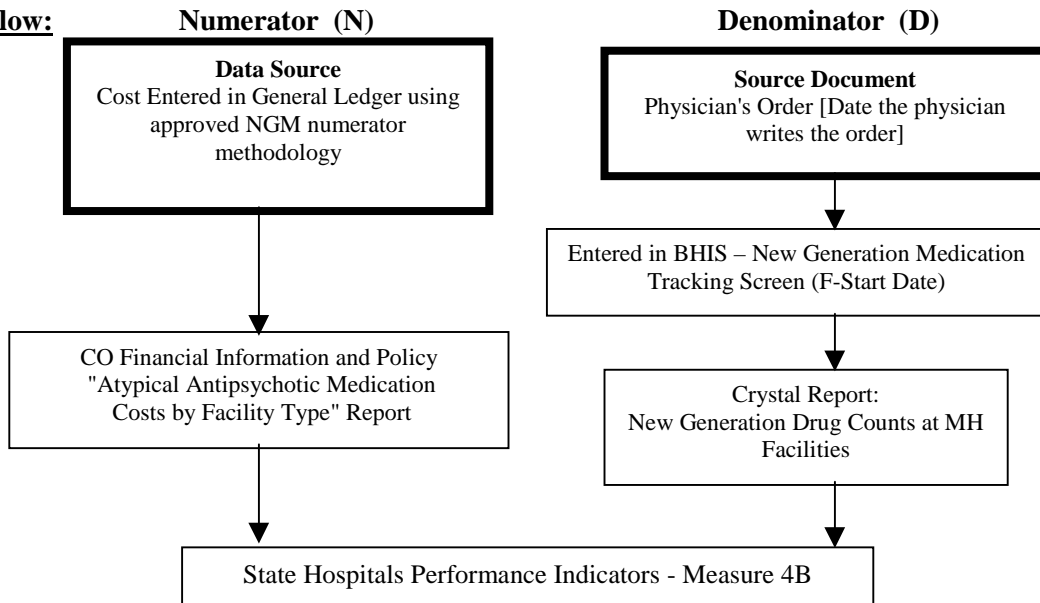 low: Numerator (N) Denominator (D)
Data Source
Cost Entered in General Ledger using
approved NGM numerator
methodology
Source Document
Physician's Order [Date the physician
writes the order]
Entered in BHIS – New Generation Medication
Tracking Screen (F-Start Date)
CO Financial Information and Policy
"Atypical Antipsychotic Medication
Costs by Facility Type" Report
Crystal Report:
New Generation Drug Counts at MH
Facilities
State Hospitals Performance Indicators - Measure 4B